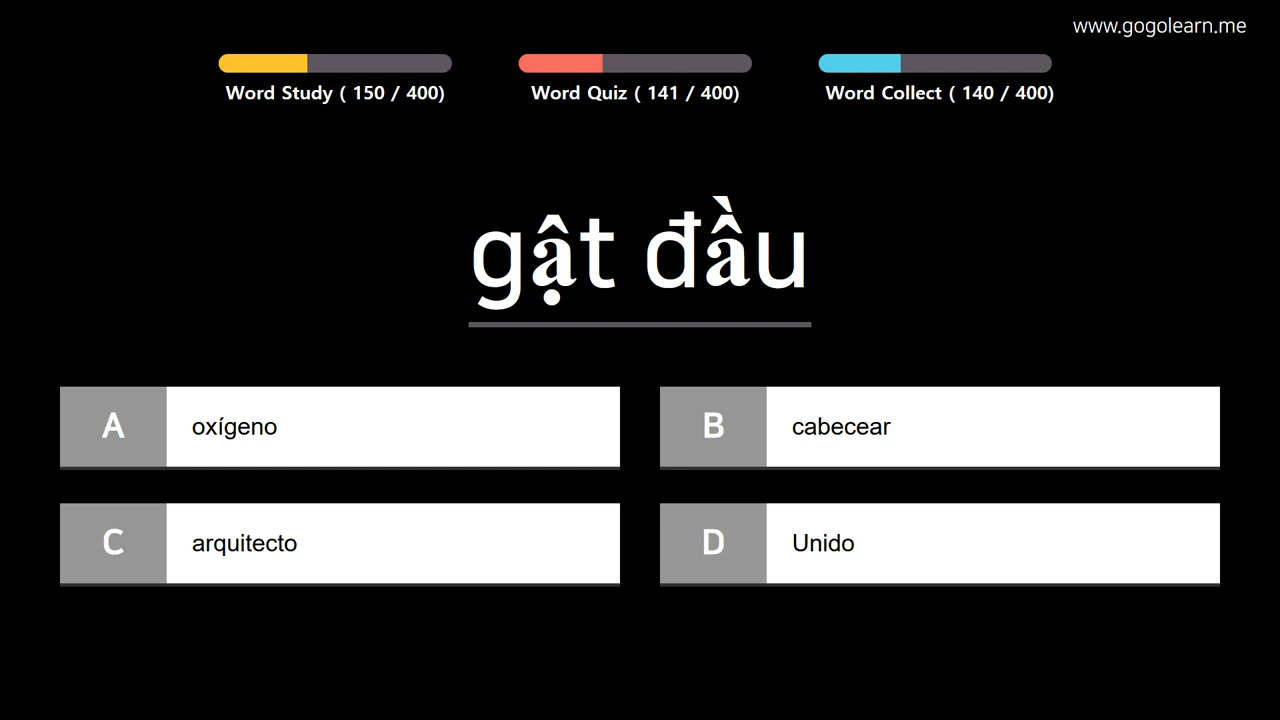 www.gogolearn.me
Word Study ( 150 / 400)
Word Quiz ( 141 / 400)
Word Collect ( 140 / 400)
gật đầu
A oxígeno
B cabecear
C arquitecto
D Unido